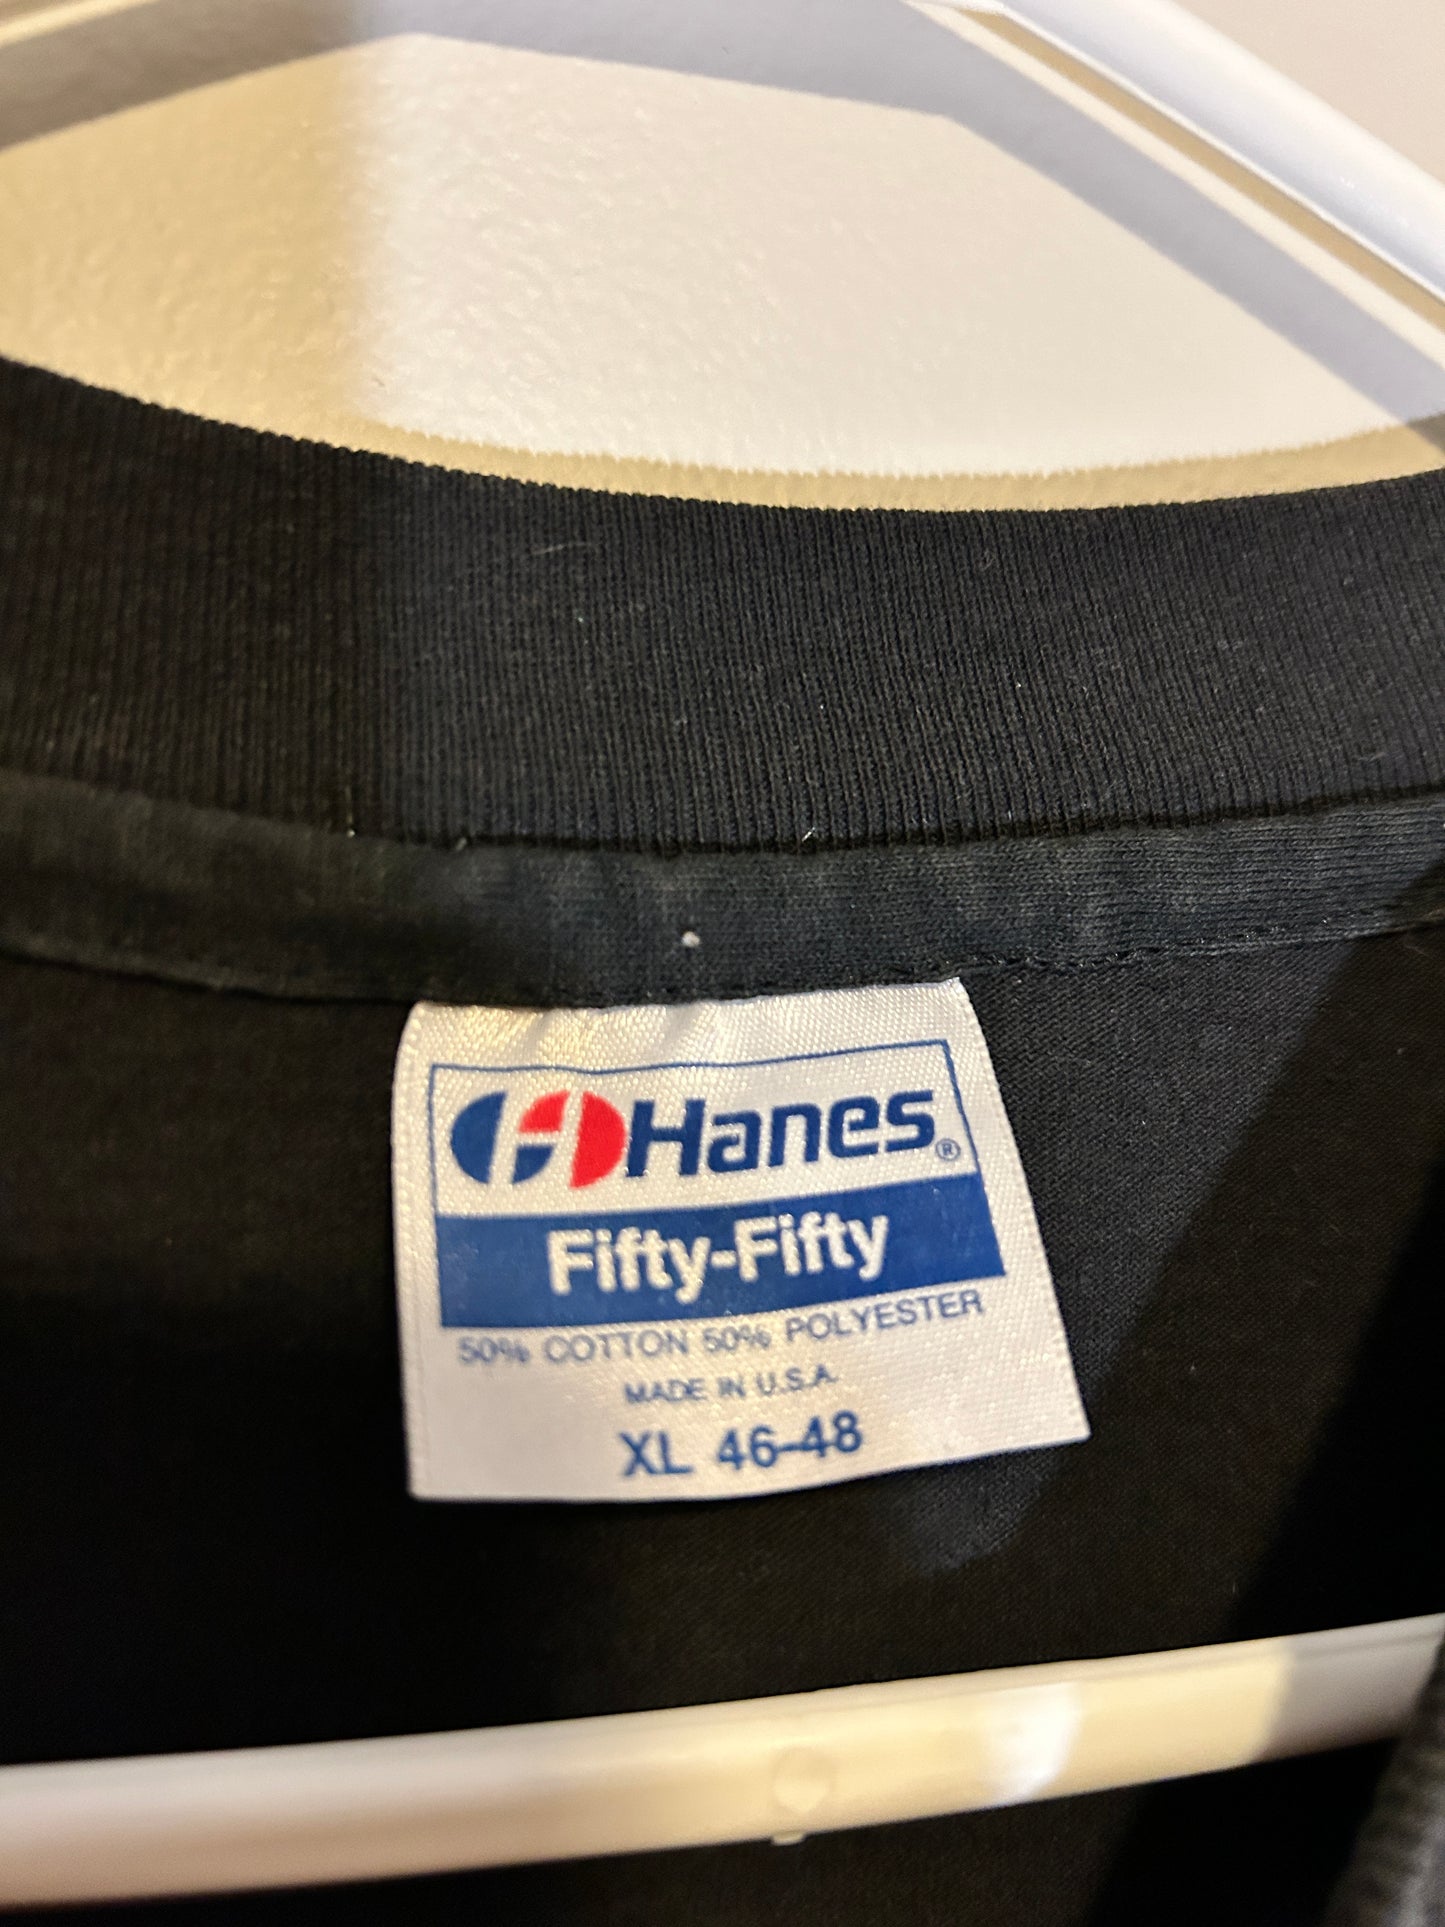 Hanes®
Fifty-Fifty
50% COTTON 50% POLYESTER
MADE IN U.S.A.
XL 46-48